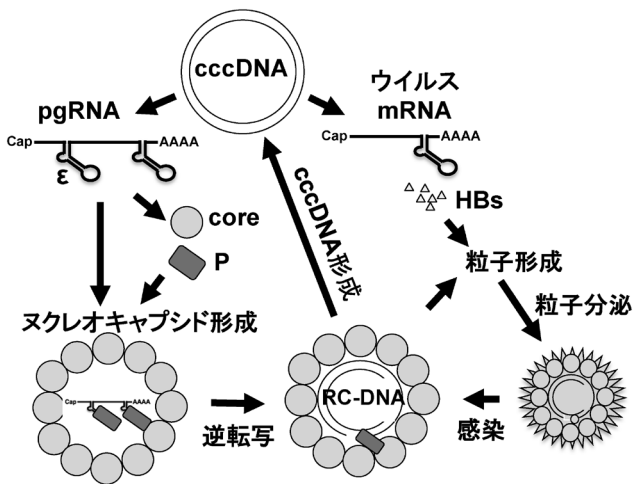 cccDNA
pgRNA
Cap
AAAA
ε
ウイルス
mRNA
Cap
AAAA
HBs
core
P
cccDNA形成
粒子形成
粒子分泌
ヌクレオキャプシド形成
Cap
AAAA
逆転写
RC-DNA
感染